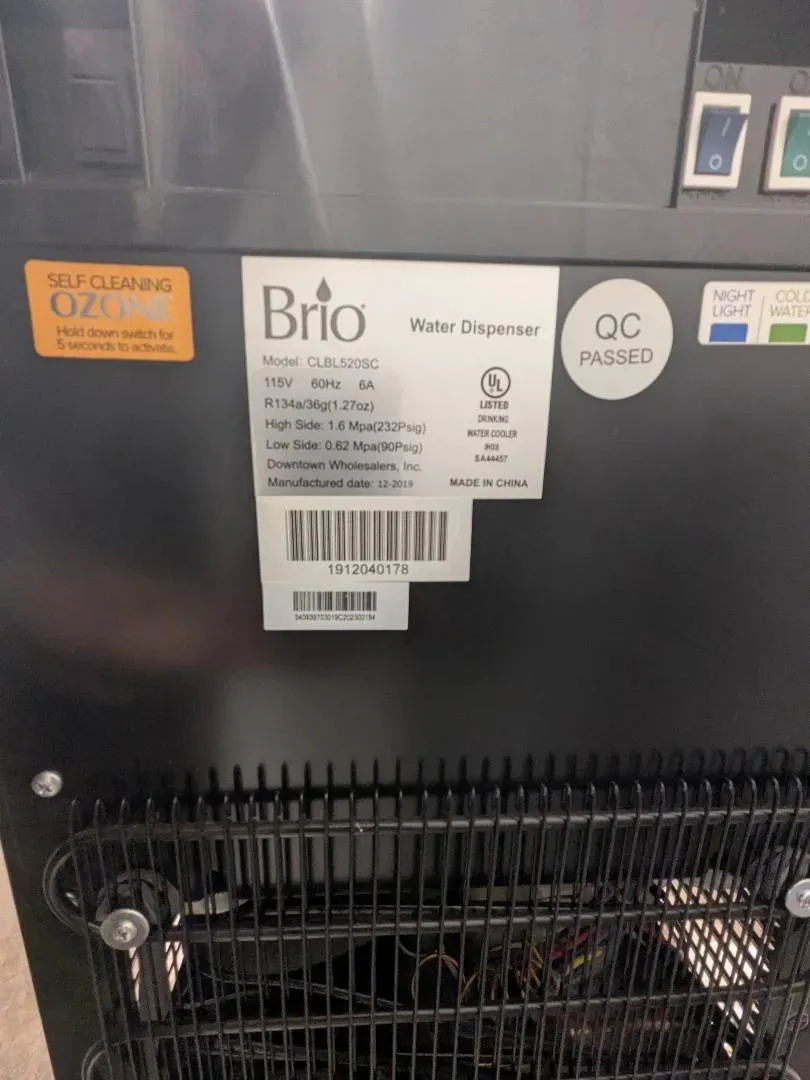 ON
SELF CLEANING
OZONE
Hold down switch for
5 seconds to activate.
Brio
Water Dispenser
Model: CLBL520SC
115V 60Hz 6A
R134a/36g(1.27oz)
High Side: 1.6 Mpa(232Psig)
Low Side: 0.62 Mpa(90Psig)
Downtown Wholesalers, Inc.
Manufactured date: 12-2019
UL
LISTED
DRINKING
WATER COOLER
SA44457
MADE IN CHINA
QC
PASSED
NIGHT
LIGHT
COLD
WATER
1912040178